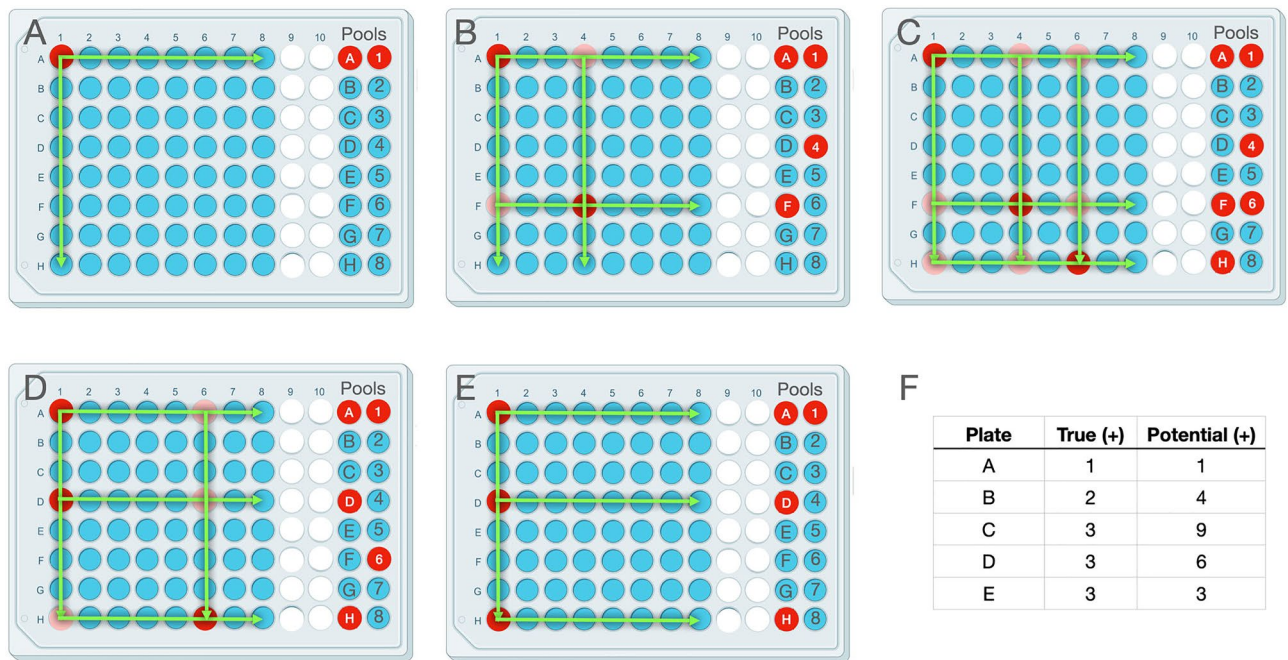 A
Pools
1 2 3 4 5 6 7 8 9 10
A A 1
B B 2
C C 3
D D 4
E E 5
F F 6
G G 7
H H 8
B
Pools
1 2 3 4 5 6 7 8 9 10
A A 1
B B 2
C C 3
D D 4
E E 5
F F 6
G G 7
H H 8
C
Pools
1 2 3 4 5 6 7 8 9 10
A A 1
B B 2
C C 3
D D 4
E E 5
F F 6
G G 7
H H 8
D
Pools
1 2 3 4 5 6 7 8 9 10
A A 1
B B 2
C C 3
D D 4
E E 5
F F 6
G G 7
H H 8
E
Pools
1 2 3 4 5 6 7 8 9 10
A A 1
B B 2
C C 3
D D 4
E E 5
F F 6
G G 7
H H 8
F
Plate True (+) Potential (+)
A 1 1
B 2 4
C 3 9
D 3 6
E 3 3